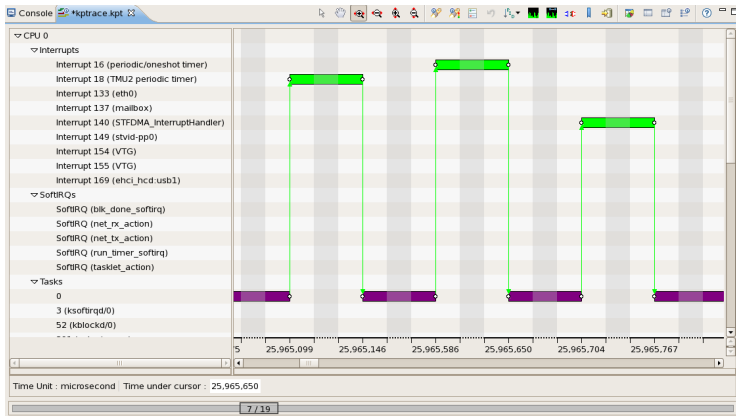 Console *kptrace.kpt
CPU 0
Interrupts
Interrupt 16 (periodic/oneshot timer)
Interrupt 18 (TMU2 periodic timer)
Interrupt 133 (eth0)
Interrupt 137 (mailbox)
Interrupt 140 (STFDMA_InterruptHandler)
Interrupt 149 (stvid-pp0)
Interrupt 154 (VTG)
Interrupt 155 (VTG)
Interrupt 169 (ehci_hcd:usb1)
SoftIRQs
SoftIRQ (blk_done_softirq)
SoftIRQ (net_rx_action)
SoftIRQ (net_tx_action)
SoftIRQ (run_timer_softirq)
SoftIRQ (tasklet_action)
Tasks
0
3 (ksoftirqd/0)
52 (kblockd/0)
5 25,965,099 25,965,146 25,965,586 25,965,650 25,965,704 25,965,767
Time Unit : microsecond Time under cursor : 25,965,650
7 / 19